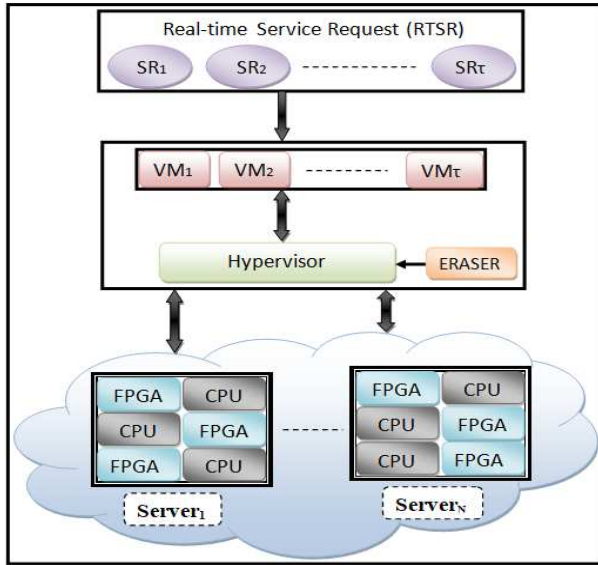 Real-time Service Request (RTSR)
SR₁ SR₂ SRτ
VM₁ VM₂ VMτ
Hypervisor ERASER
FPGA CPU FPGA CPU
CPU FPGA CPU FPGA
FPGA CPU CPU FPGA
Server₁ Server_N